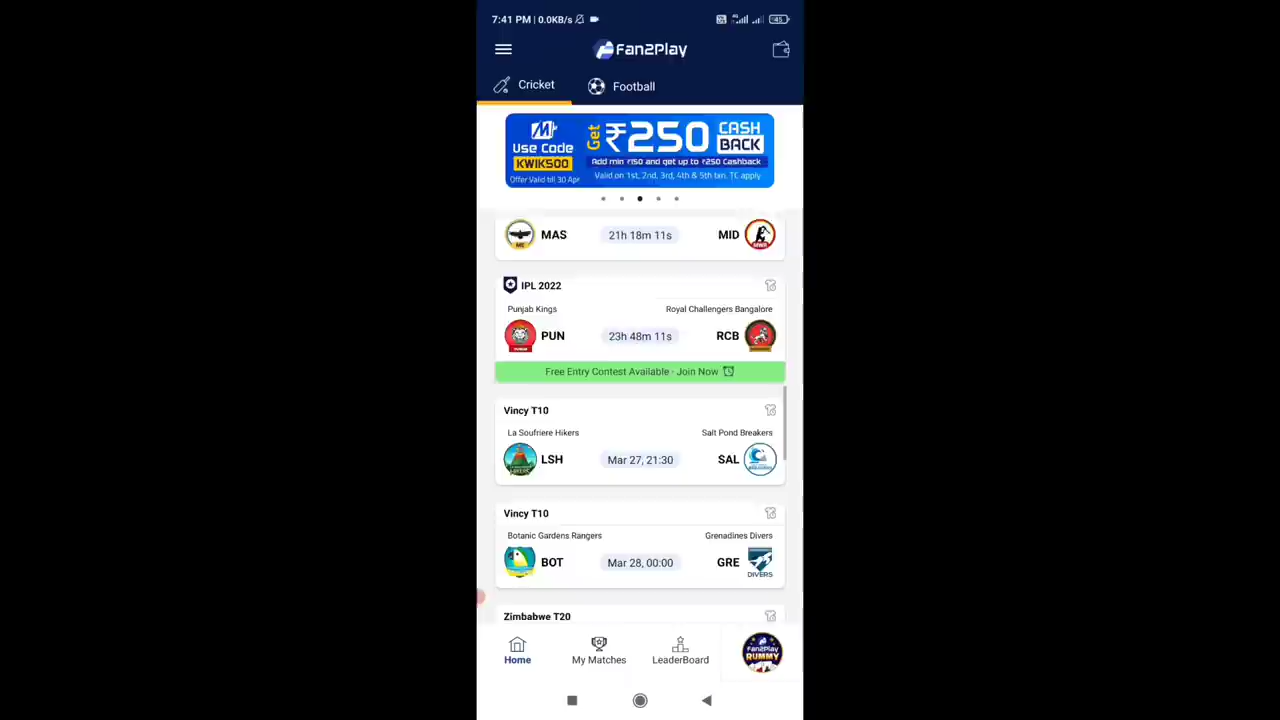 7:41 PM | 0.0KB/s
45
Fan2Play
Cricket
Football
Use Code
KWIK500
Offer Valid till 30 Apr
Get ₹250 CASH BACK
Add min ₹150 and get up to ₹250 Cashback
Valid on 1st, 2nd, 3rd, 4th & 5th txn. TC apply
MAS
21h 18m 11s
MID
IPL 2022
Punjab Kings
Royal Challengers Bangalore
PUN
23h 48m 11s
RCB
Free Entry Contest Available - Join Now
Vincy T10
La Soufriere Hikers
Salt Pond Breakers
LSH
Mar 27, 21:30
SAL
Vincy T10
Botanic Gardens Rangers
Grenadines Divers
BOT
Mar 28, 00:00
GRE
DIVERS
Zimbabwe T20
Home
My Matches
LeaderBoard
Fan2Play
RUMMY